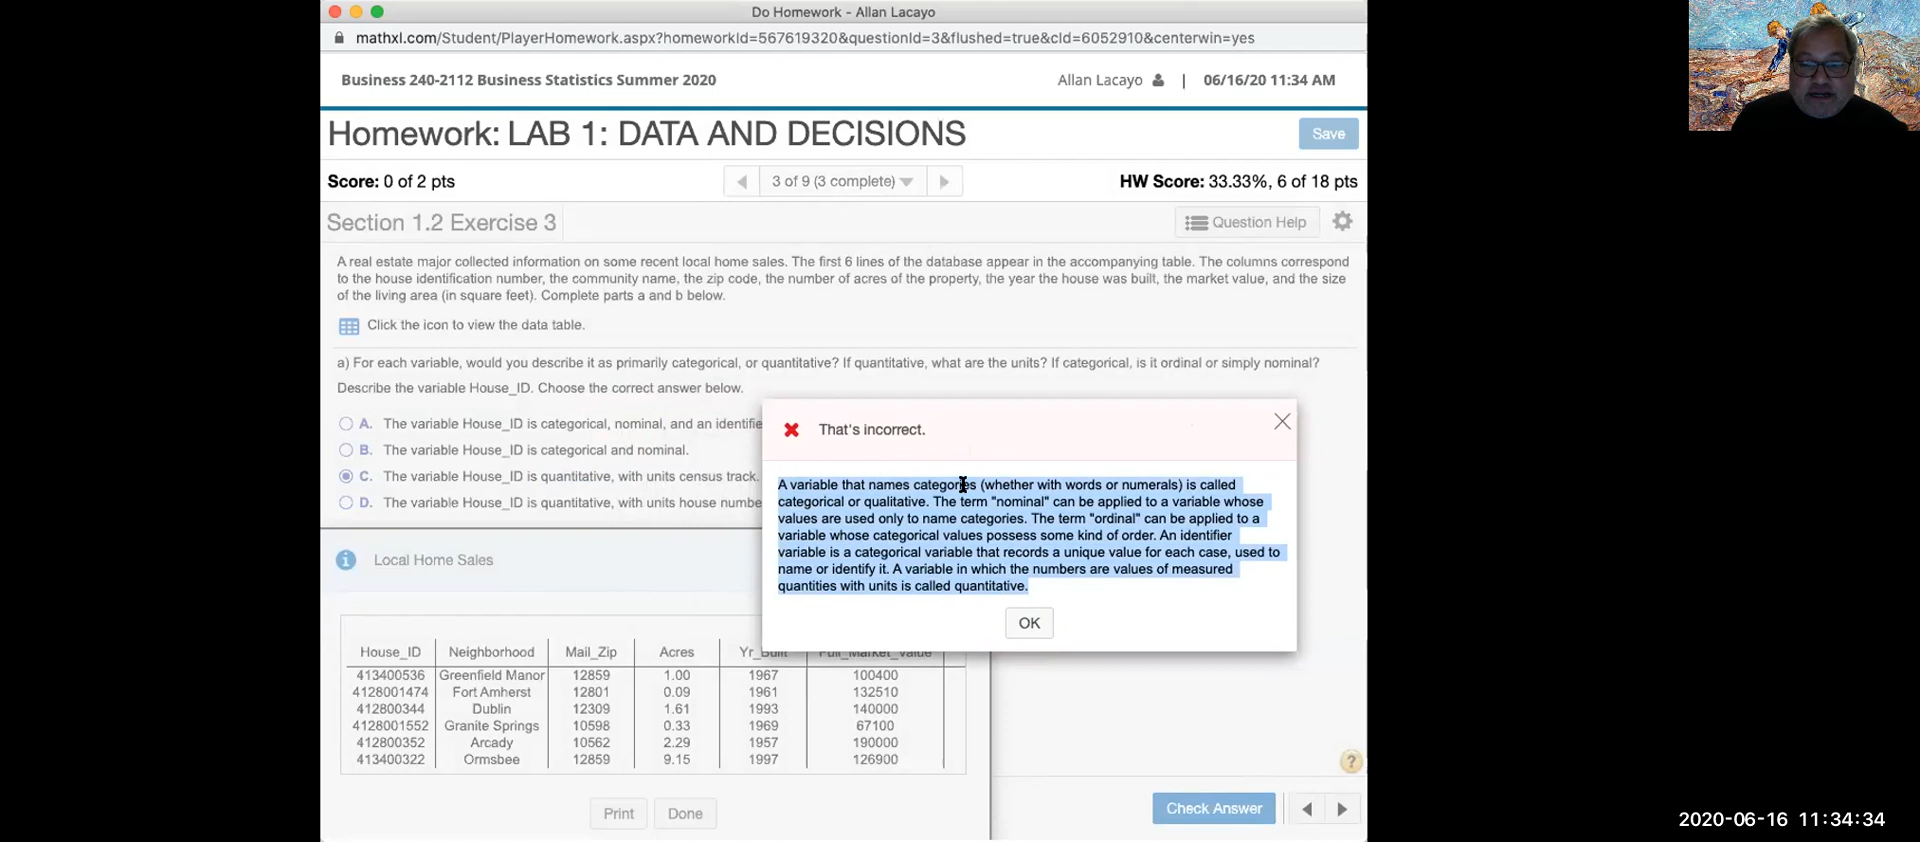 Do Homework - Allan Lacayo
mathxl.com/Student/PlayerHomework.aspx?homeworkId=567619320&questionId=3&flushed=true&cId=6052910&centerwin=yes
Business 240-2112 Business Statistics Summer 2020
Allan Lacayo | 06/16/20 11:34 AM
Homework: LAB 1: DATA AND DECISIONS
Save
Score: 0 of 2 pts
3 of 9 (3 complete)
HW Score: 33.33%, 6 of 18 pts
Section 1.2 Exercise 3
Question Help
A real estate major collected information on some recent local home sales. The first 6 lines of the database appear in the accompanying table. The columns correspond
to the house identification number, the community name, the zip code, the number of acres of the property, the year the house was built, the market value, and the size
of the living area (in square feet). Complete parts a and b below.
Click the icon to view the data table.
a) For each variable, would you describe it as primarily categorical, or quantitative? If quantitative, what are the units? If categorical, is it ordinal or simply nominal?
Describe the variable House_ID. Choose the correct answer below.
A. The variable House_ID is categorical, nominal, and an identifie
B. The variable House_ID is categorical and nominal.
C. The variable House_ID is quantitative, with units census track.
D. The variable House_ID is quantitative, with units house numbe
That's incorrect.
A variable that names categories (whether with words or numerals) is called
categorical or qualitative. The term "nominal" can be applied to a variable whose
values are used only to name categories. The term "ordinal" can be applied to a
variable whose categorical values possess some kind of order. An identifier
variable is a categorical variable that records a unique value for each case, used to
name or identify it. A variable in which the numbers are values of measured
quantities with units is called quantitative.
OK
Local Home Sales
House_ID Neighborhood Mail_Zip Acres Yr_Built Full_Market_Value
413400536 Greenfield Manor 12859 1.00 1967 100400
4128001474 Fort Amherst 12801 0.09 1961 132510
412800344 Dublin 12309 1.61 1993 140000
4128001552 Granite Springs 10598 0.33 1969 67100
412800352 Arcady 10562 2.29 1957 190000
413400322 Ormsbee 12859 9.15 1997 126900
Print Done
?
Check Answer
2020-06-16 11:34:34